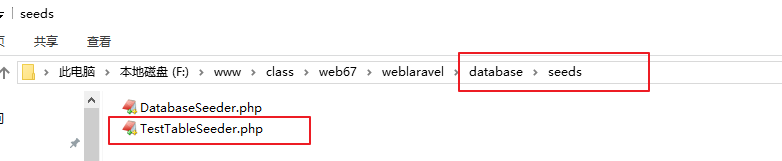 seeds
共享 查看
此电脑 本地磁盘 (F:) www class web67 weblaravel database seeds
DatabaseSeeder.php
TestTableSeeder.php